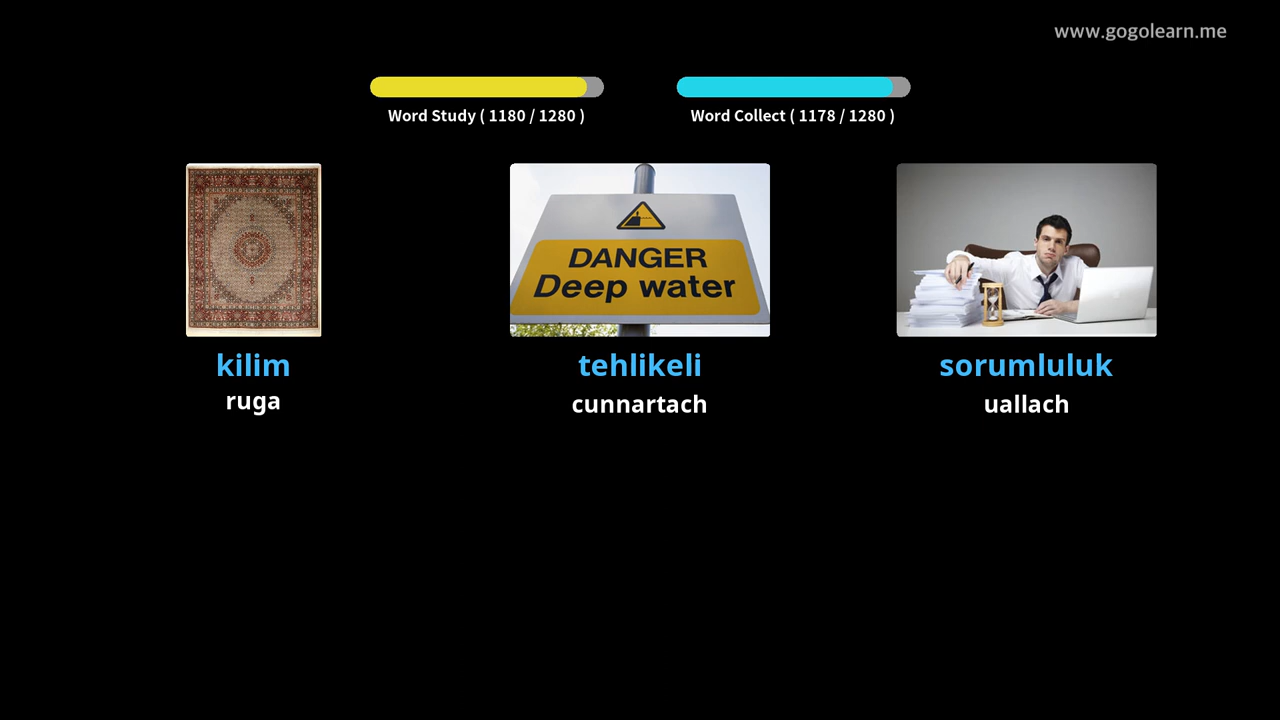 www.gogolearn.me
Word Study ( 1180 / 1280 )
Word Collect ( 1178 / 1280 )
DANGER
Deep water
kilim
tehlikeli
sorumluluk
ruga
cunnartach
uallach